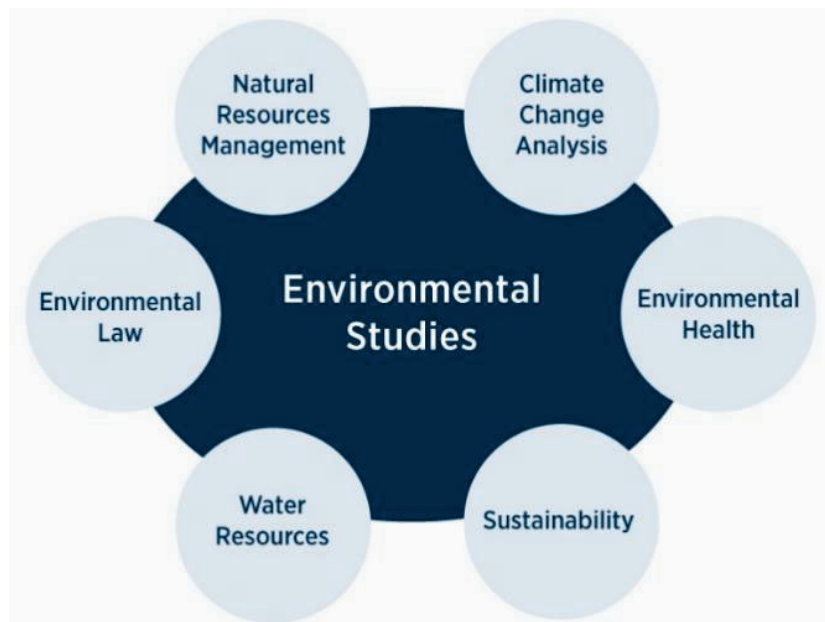 Natural
Resources
Management
Climate
Change
Analysis
Environmental
Law
Environmental
Studies
Environmental
Health
Water
Resources
Sustainability